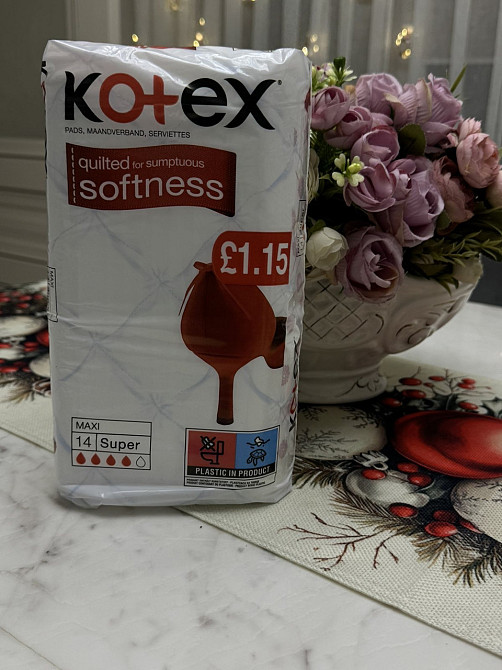 KOTEX®
PADS, MAANDVERBAND, SERVIETTES
quilted for sumptuous
softness
£1.15
MAXI
14 Super
PLASTIC IN PRODUCT